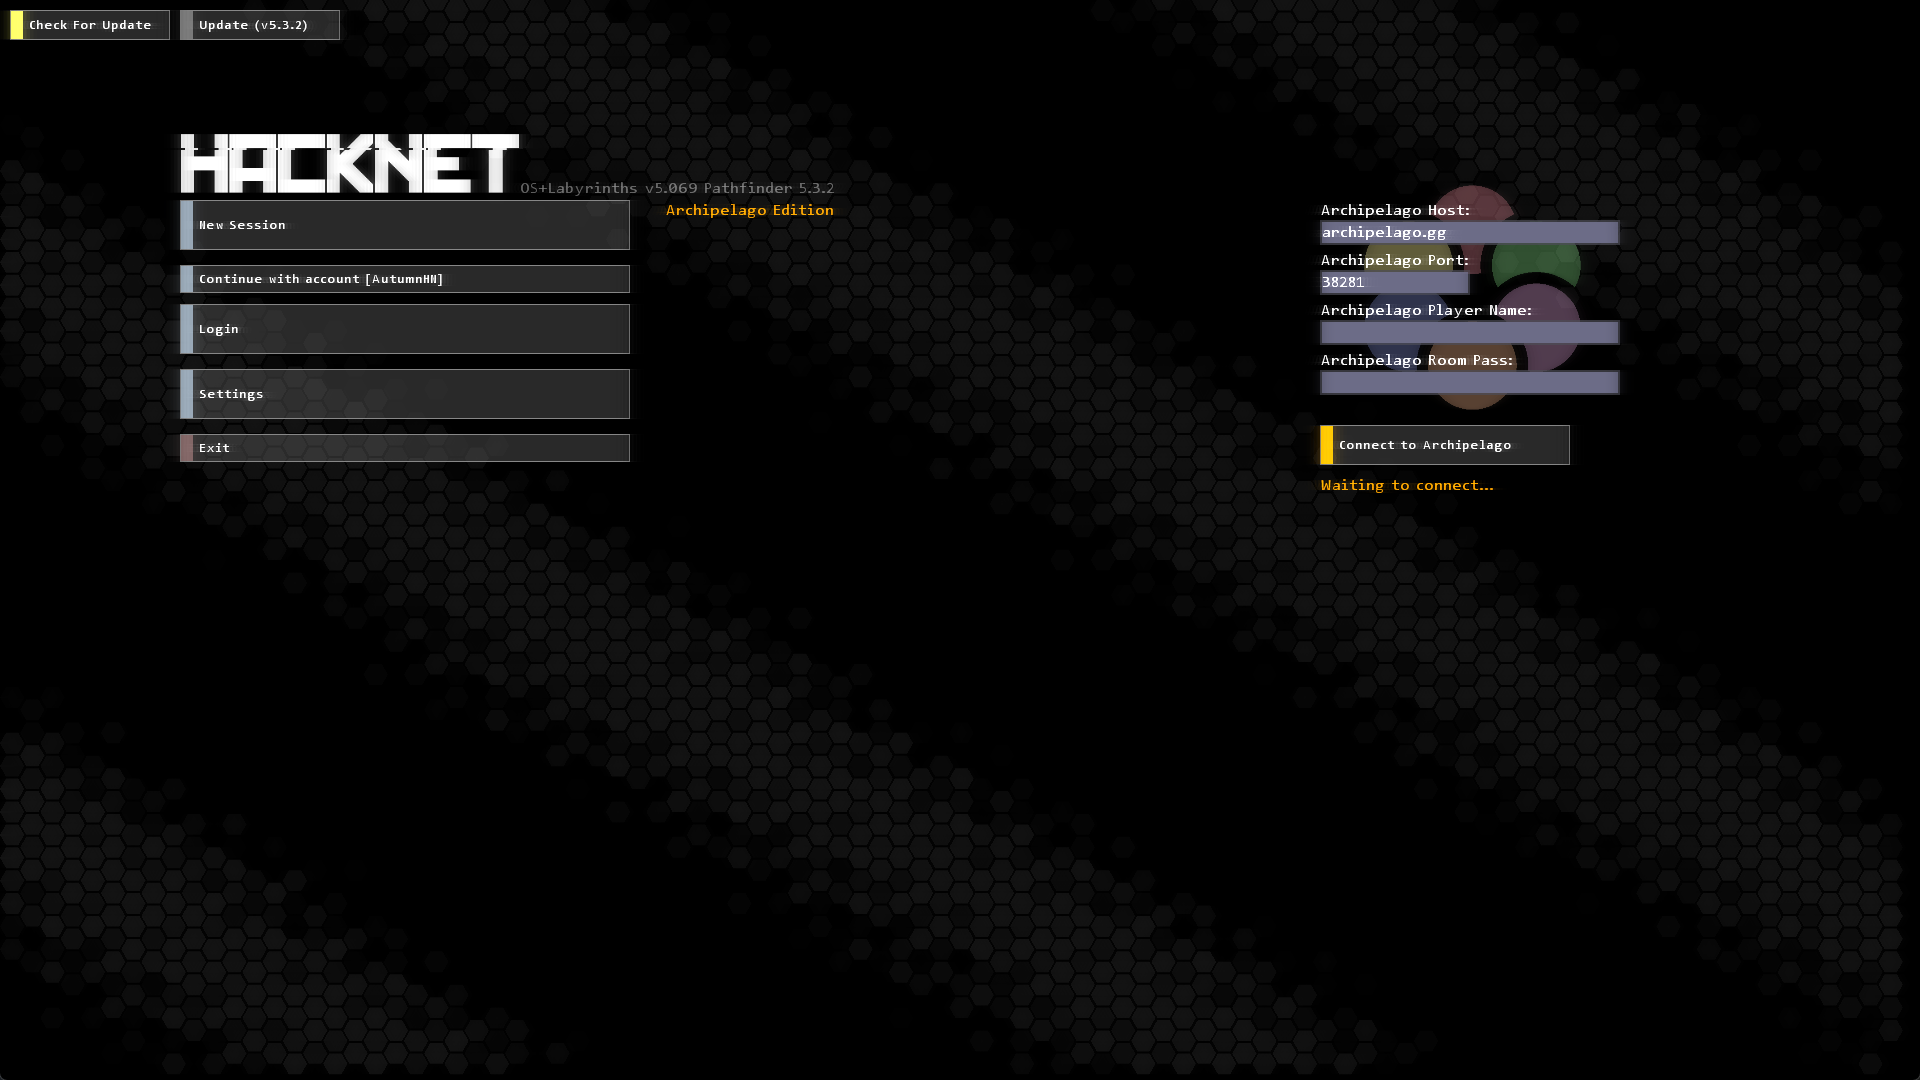 Check For Update
Update (v5.3.2)
HACKNET
OS+Labyrinths v5.069 Pathfinder 5.3.2
Archipelago Edition
New Session
Continue with account [AutumnHN]
Login
Settings
Exit
Archipelago Host:
archipelago.gg
Archipelago Port:
38281
Archipelago Player Name:
Archipelago Room Pass:
Connect to Archipelago
Waiting to connect...